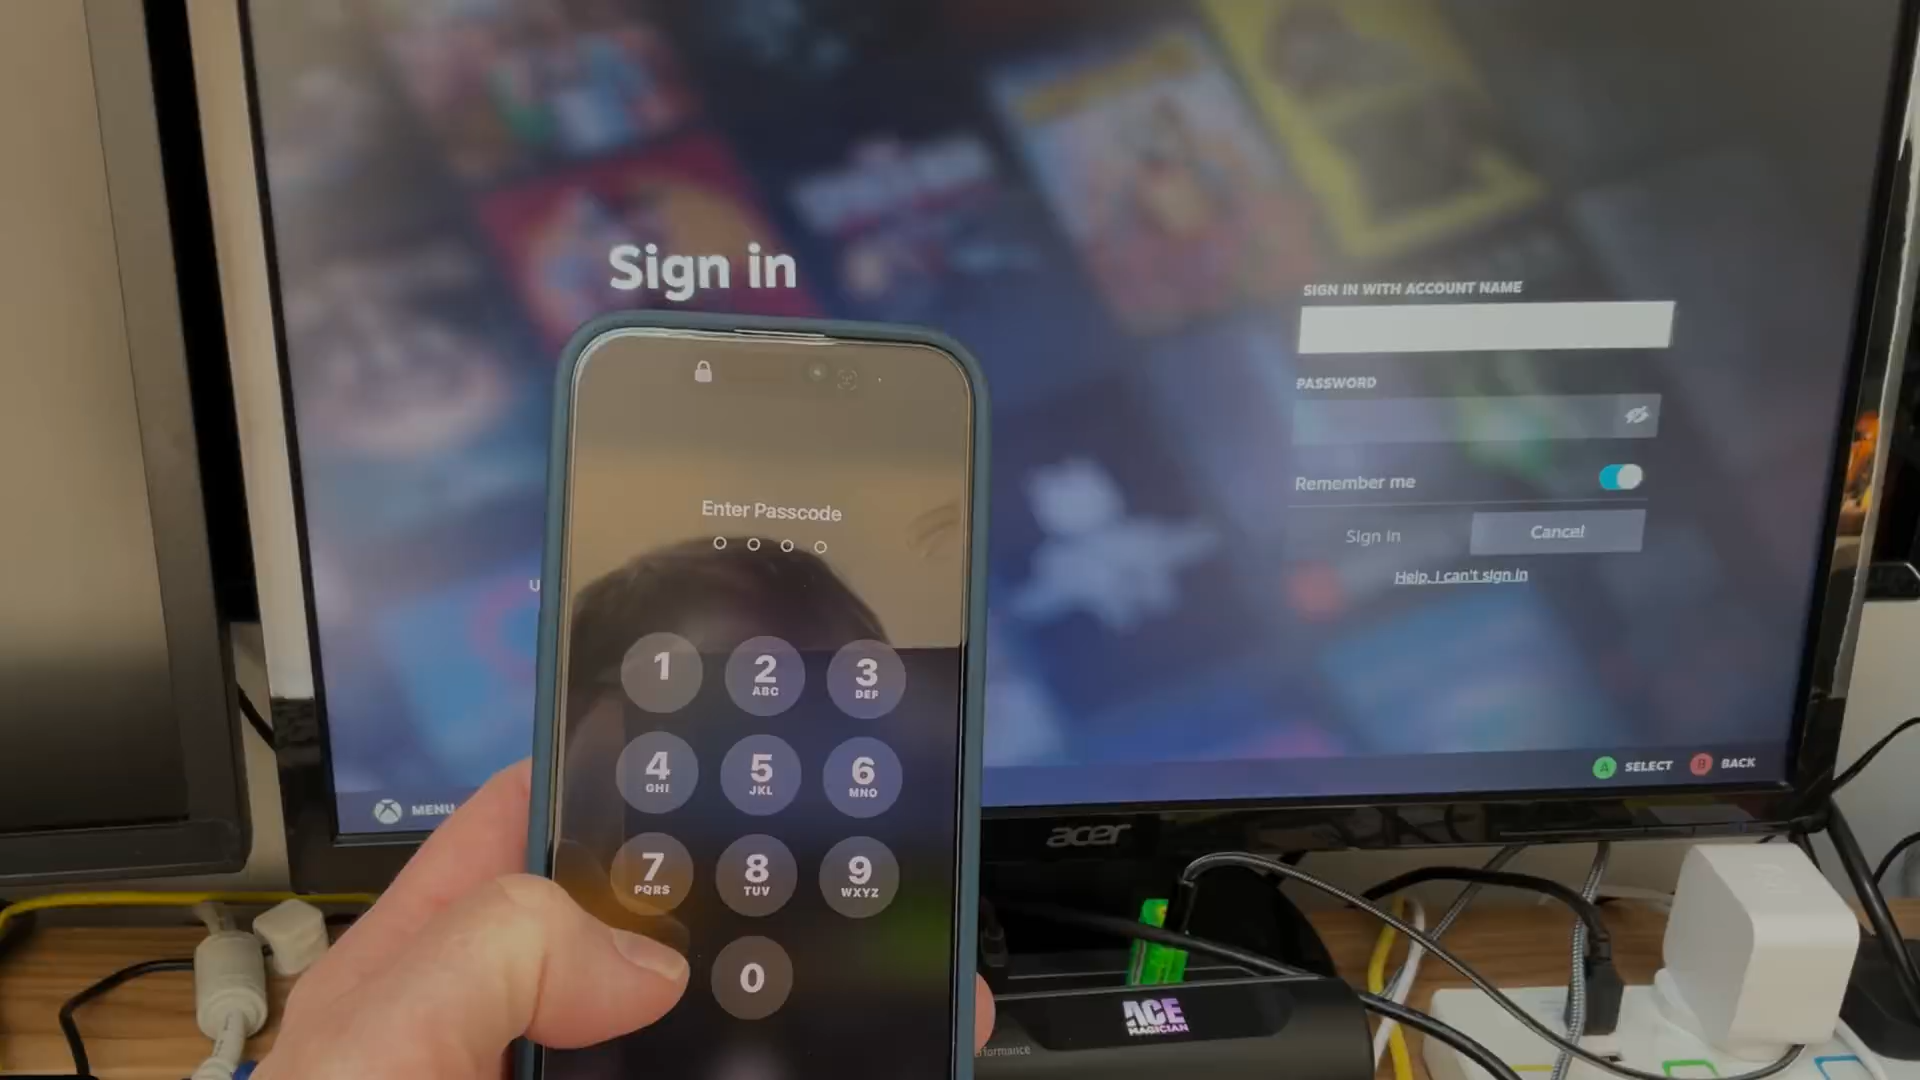 Sign in
SIGN IN WITH ACCOUNT NAME
PASSWORD
Remember me
Sign in
Cancel
Help, I can't sign in
Enter Passcode
1
2
ABC
3
DEF
4
GHI
5
JKL
6
MNO
7
PQRS
8
TUV
9
WXYZ
0
U
MENU
A SELECT B BACK
acer
ACE
MAGICIAN
erformance